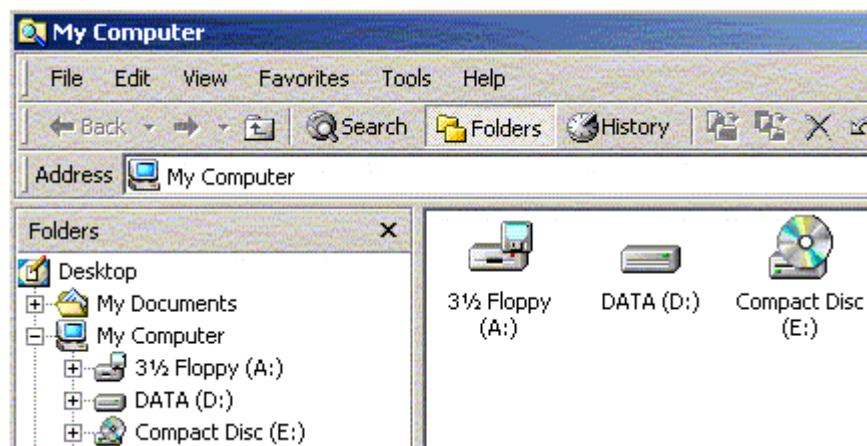 My Computer
File Edit View Favorites Tools Help
Back Search Folders History
Address My Computer
Folders
Desktop
My Documents
My Computer
3½ Floppy (A:)
DATA (D:)
Compact Disc (E:)
3½ Floppy (A:)
DATA (D:)
Compact Disc (E:)